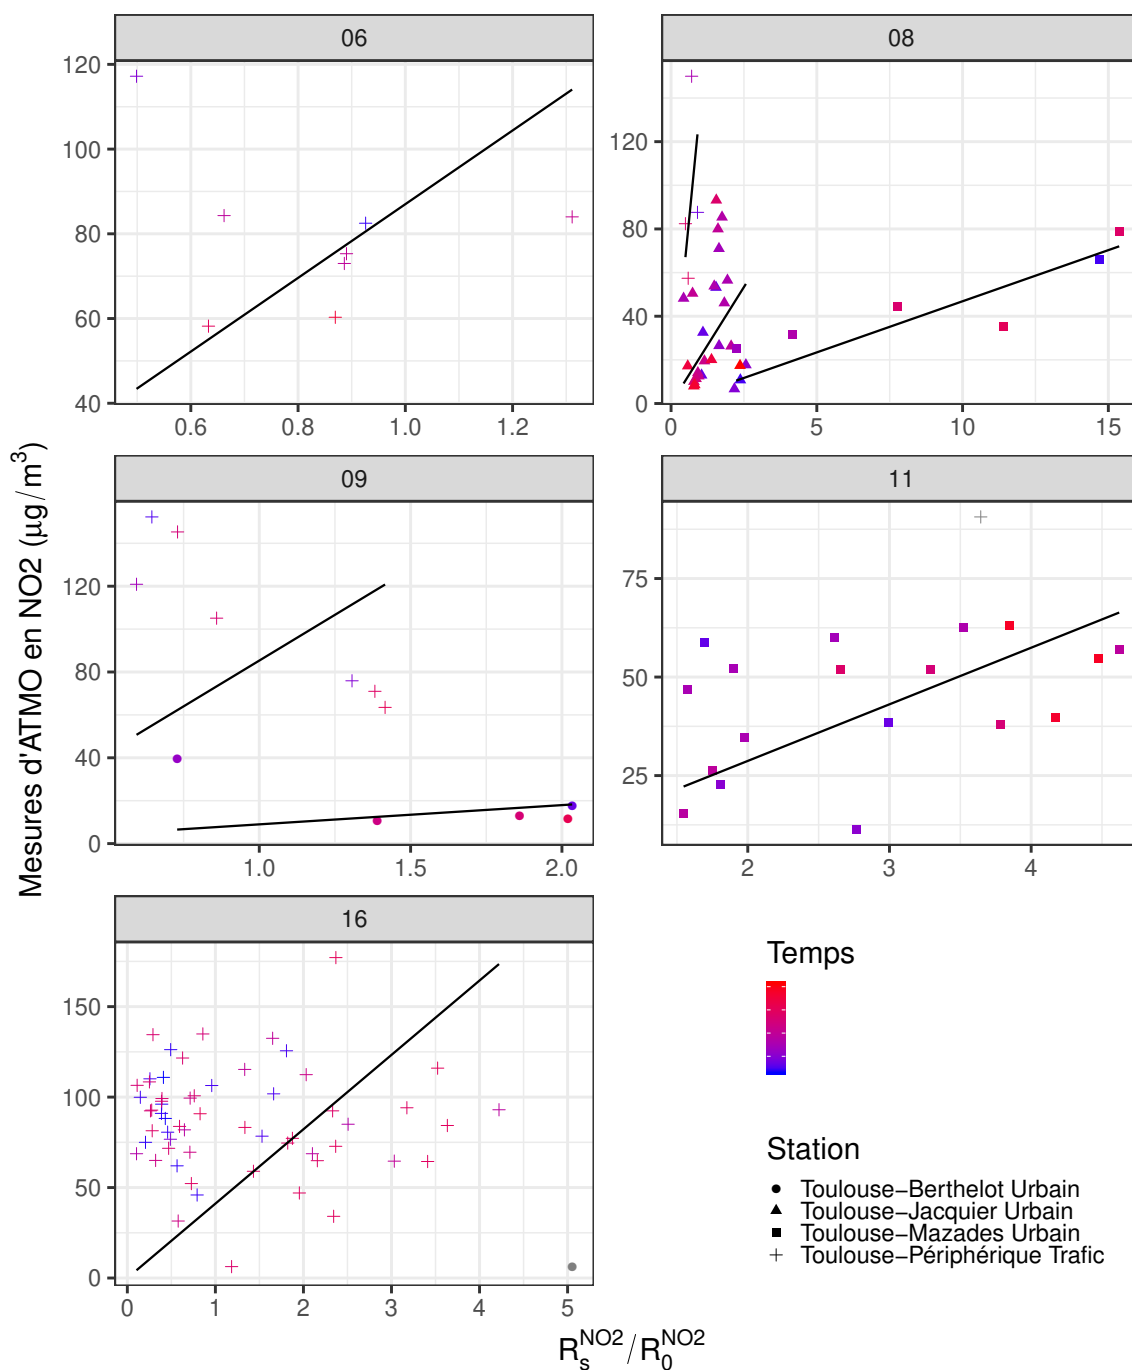 06
08
120
100
80
60
40
0.6 0.8 1.0 1.2
120
80
40
0
0 5 10 15
09
11
120
80
40
0
1.0 1.5 2.0
75
50
25
2 3 4
16
150
100
50
0
0 1 2 3 4 5
Mesures d'ATMO en NO2 (µg/m³)
R_s^NO2/R_0^NO2
Temps
Station
Toulouse−Berthelot Urbain
Toulouse−Jacquier Urbain
Toulouse−Mazades Urbain
Toulouse−Périphérique Trafic